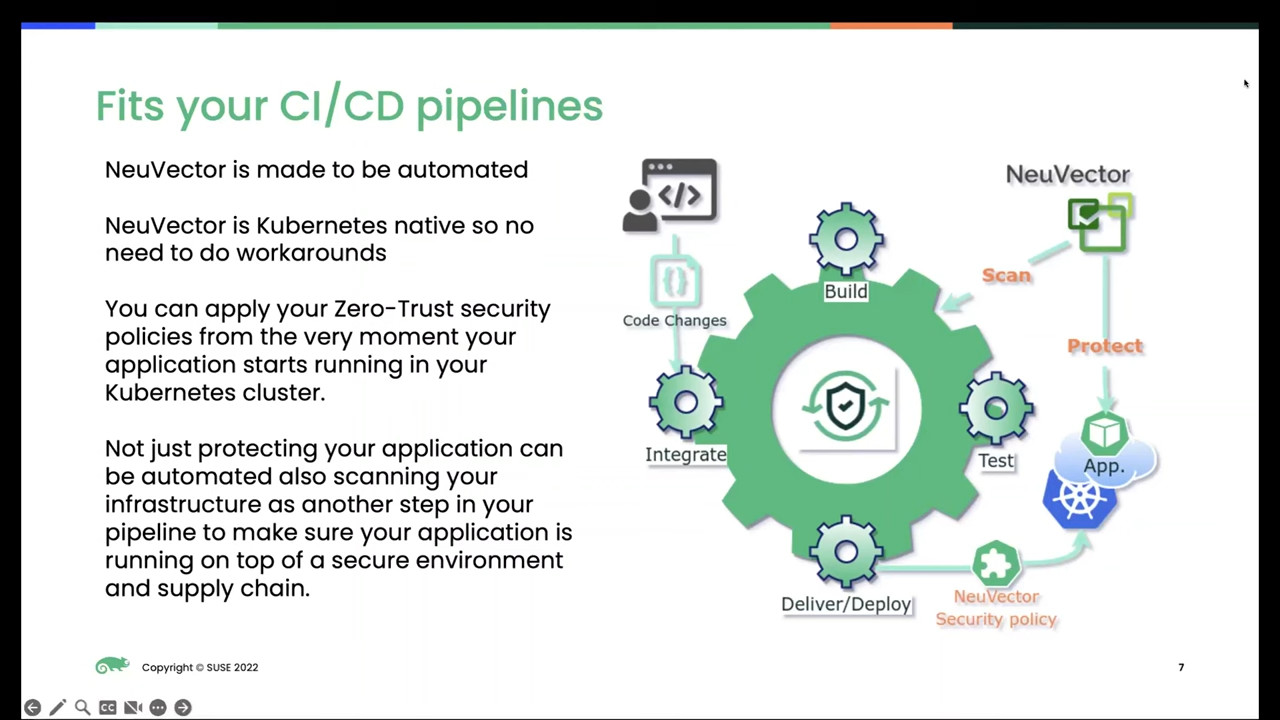 Fits your CI/CD pipelines
NeuVector is made to be automated
NeuVector is Kubernetes native so no
need to do workarounds
You can apply your Zero-Trust security
policies from the very moment your
application starts running in your
Kubernetes cluster.
Not just protecting your application can
be automated also scanning your
infrastructure as another step in your
pipeline to make sure your application is
running on top of a secure environment
and supply chain.
</>
{}
Code Changes
Integrate
Build
Test
Deliver/Deploy
NeuVector
Scan
Protect
App.
NeuVector
Security policy
Copyright © SUSE 2022
7
CC